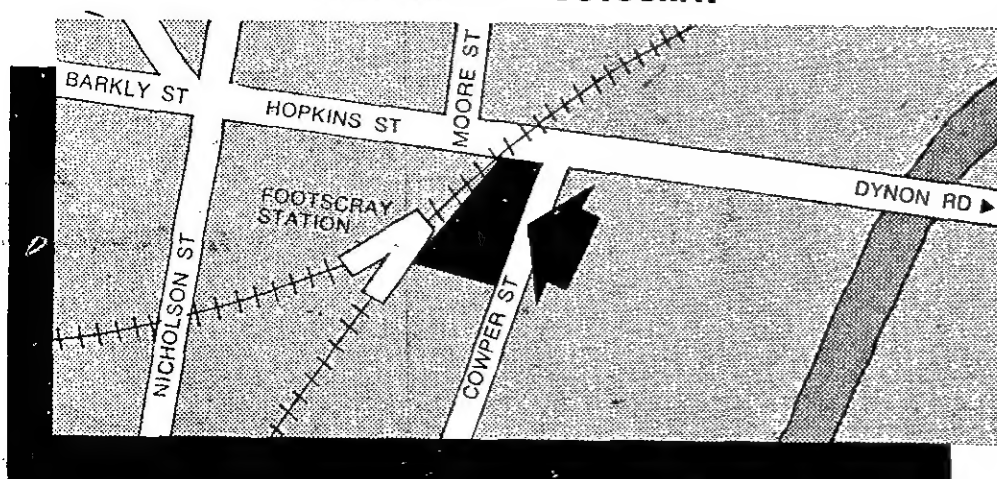 BARKLY ST
HOPKINS ST
MOORE ST
FOOTSCRAY
STATION
DYNON RD
NICHOLSON ST
COWPER ST